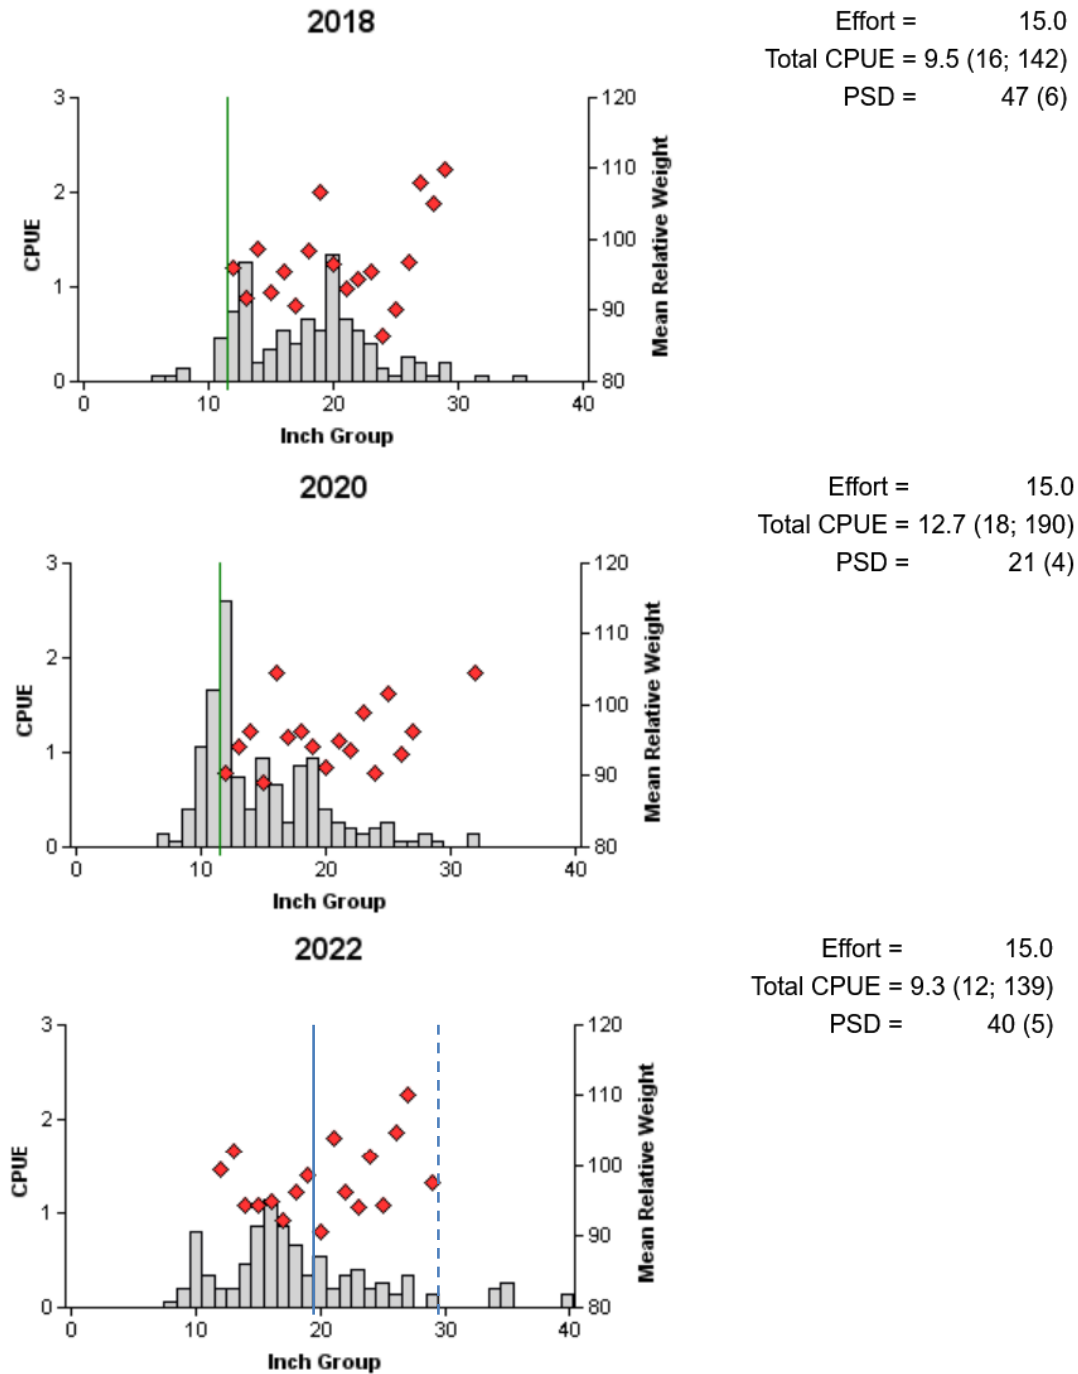 2018
Effort = 15.0
Total CPUE = 9.5 (16; 142)
PSD = 47 (6)
3
2
1
0
CPUE
120
110
100
90
80
Mean Relative Weight
0 10 20 30 40
Inch Group
2020
Effort = 15.0
Total CPUE = 12.7 (18; 190)
PSD = 21 (4)
3
2
1
0
CPUE
120
110
100
90
80
Mean Relative Weight
0 10 20 30 40
Inch Group
2022
Effort = 15.0
Total CPUE = 9.3 (12; 139)
PSD = 40 (5)
3
2
1
0
CPUE
120
110
100
90
80
Mean Relative Weight
0 10 20 30 40
Inch Group